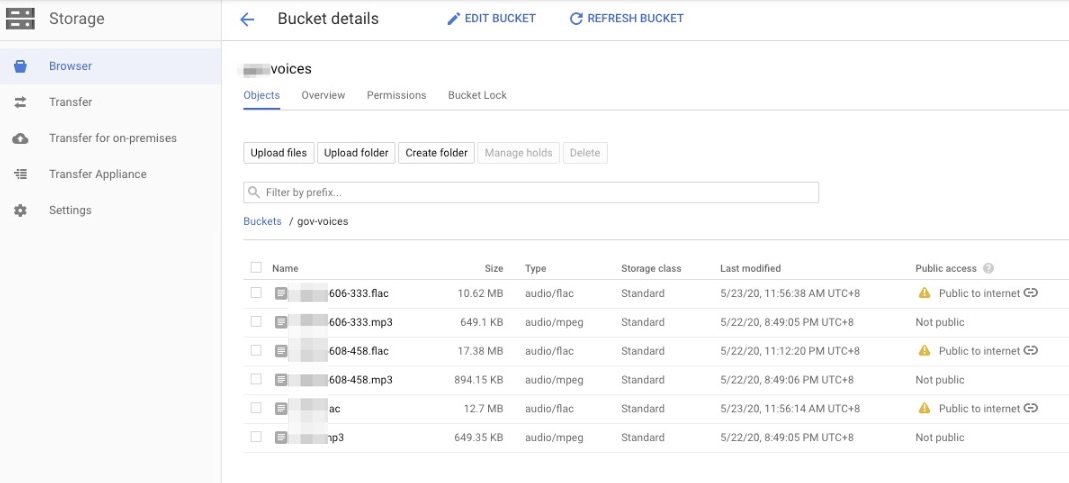 Storage
Bucket details
EDIT BUCKET
REFRESH BUCKET
Browser
Transfer
Transfer for on-premises
Transfer Appliance
Settings
voices
Objects Overview Permissions Bucket Lock
Upload files Upload folder Create folder Manage holds Delete
Filter by prefix...
Buckets / gov-voices
Name Size Type Storage class Last modified Public access ?
606-333.flac 10.62 MB audio/flac Standard 5/23/20, 11:56:38 AM UTC+8 Public to internet
606-333.mp3 649.1 KB audio/mpeg Standard 5/22/20, 8:49:05 PM UTC+8 Not public
608-458.flac 17.38 MB audio/flac Standard 5/22/20, 11:12:20 PM UTC+8 Public to internet
608-458.mp3 894.15 KB audio/mpeg Standard 5/22/20, 8:49:06 PM UTC+8 Not public
ac 12.7 MB audio/flac Standard 5/23/20, 11:56:14 AM UTC+8 Public to internet
np3 649.35 KB audio/mpeg Standard 5/22/20, 8:49:05 PM UTC+8 Not public